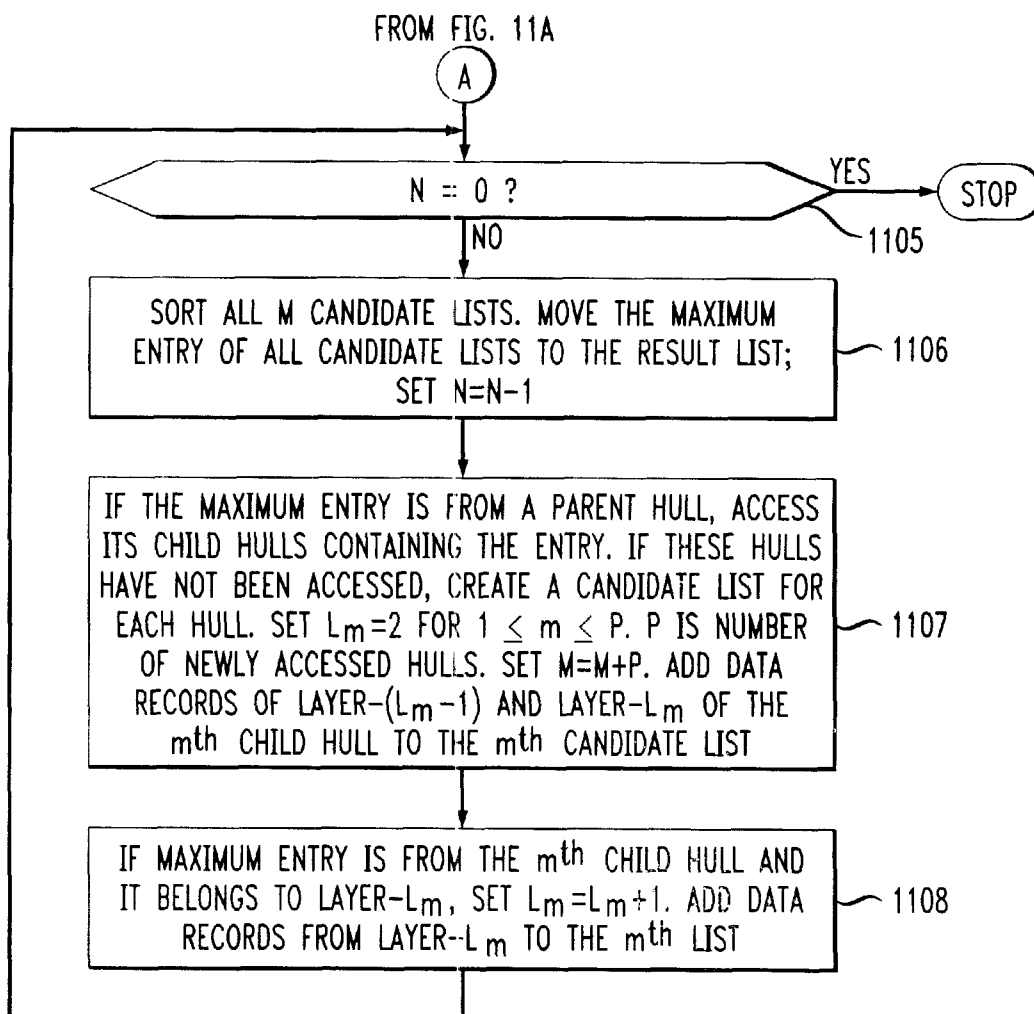 FROM FIG. 11A
A
N = 0 ?
YES
STOP
1105
NO
SORT ALL M CANDIDATE LISTS. MOVE THE MAXIMUM
ENTRY OF ALL CANDIDATE LISTS TO THE RESULT LIST;
SET N=N-1
1106
IF THE MAXIMUM ENTRY IS FROM A PARENT HULL, ACCESS
ITS CHILD HULLS CONTAINING THE ENTRY. IF THESE HULLS
HAVE NOT BEEN ACCESSED, CREATE A CANDIDATE LIST FOR
EACH HULL. SET Lm=2 FOR 1 ≤ m ≤ P. P IS NUMBER
OF NEWLY ACCESSED HULLS. SET M=M+P. ADD DATA
RECORDS OF LAYER-(Lm-1) AND LAYER-Lm OF THE
mth CHILD HULL TO THE mth CANDIDATE LIST
1107
IF MAXIMUM ENTRY IS FROM THE mth CHILD HULL AND
IT BELONGS TO LAYER-Lm, SET Lm=Lm+1. ADD DATA
RECORDS FROM LAYER-Lm TO THE mth LIST
1108